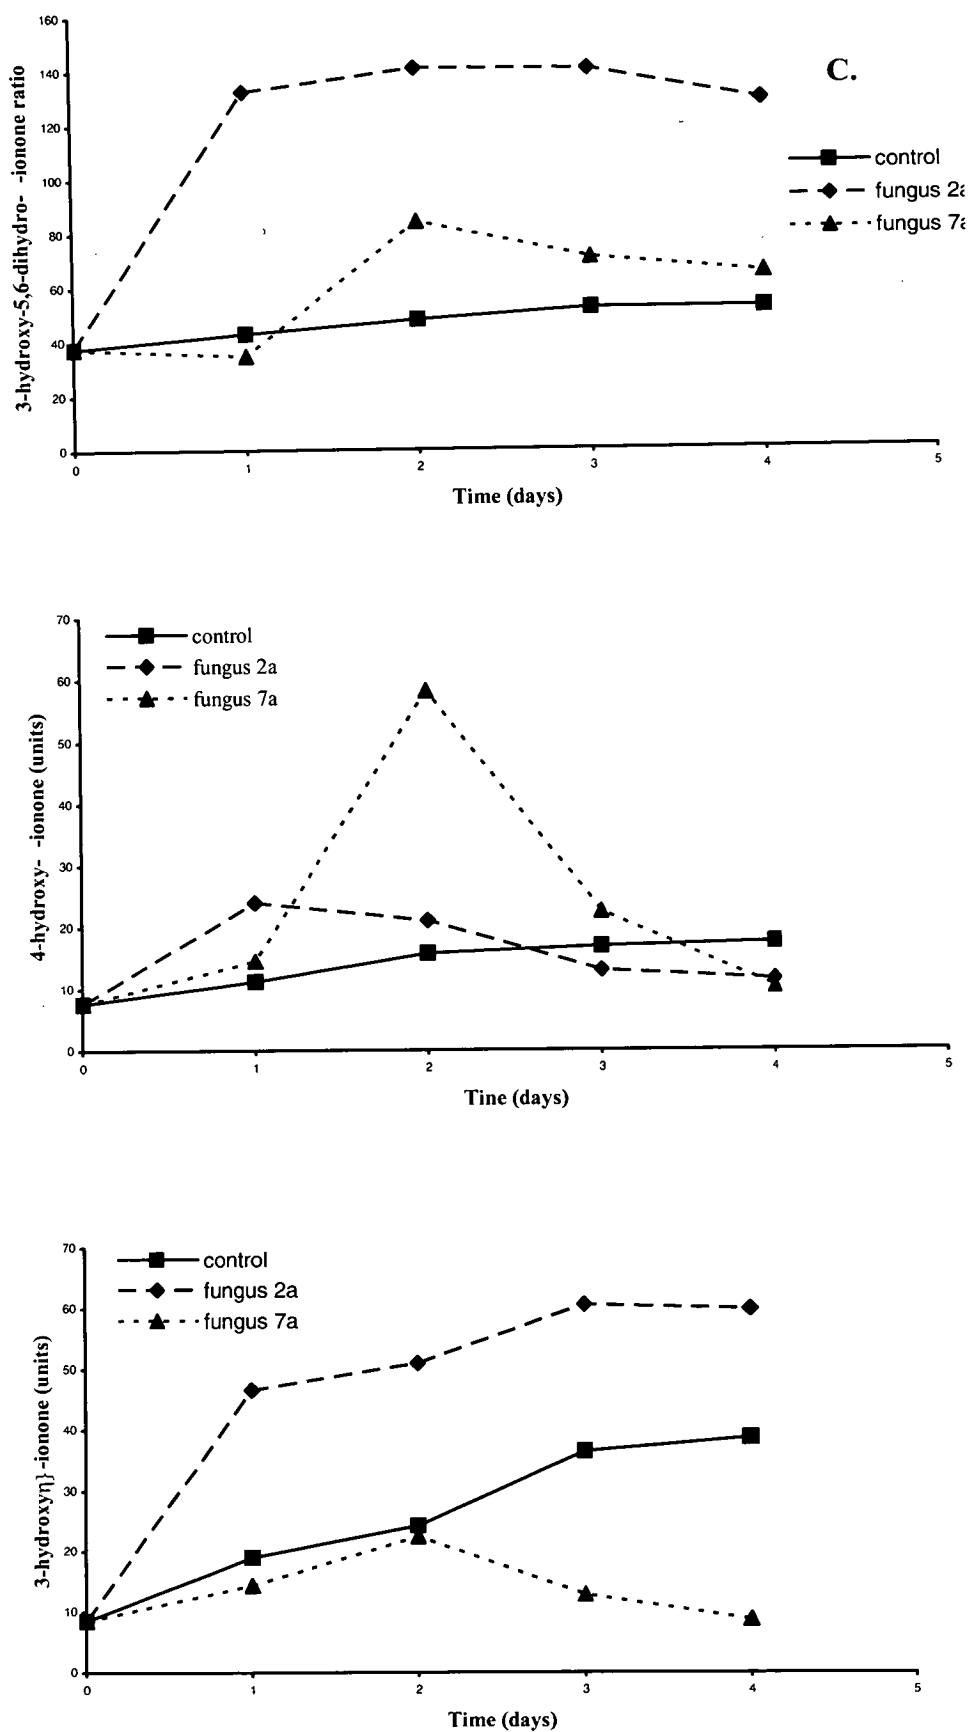 160
140
120
100
80
60
40
20
0
3-hydroxy-5,6-dihydro- -ionone ratio
C.
control
fungus 2a
fungus 7a
0 1 2 3 4 5
Time (days)
70
60
50
40
30
20
10
0
4-hydroxy- -ionone (units)
control
fungus 2a
fungus 7a
0 1 2 3 4 5
Tine (days)
70
60
50
40
30
20
10
0
3-hydroxyη} -ionone (units)
control
fungus 2a
fungus 7a
0 1 2 3 4 5
Time (days)